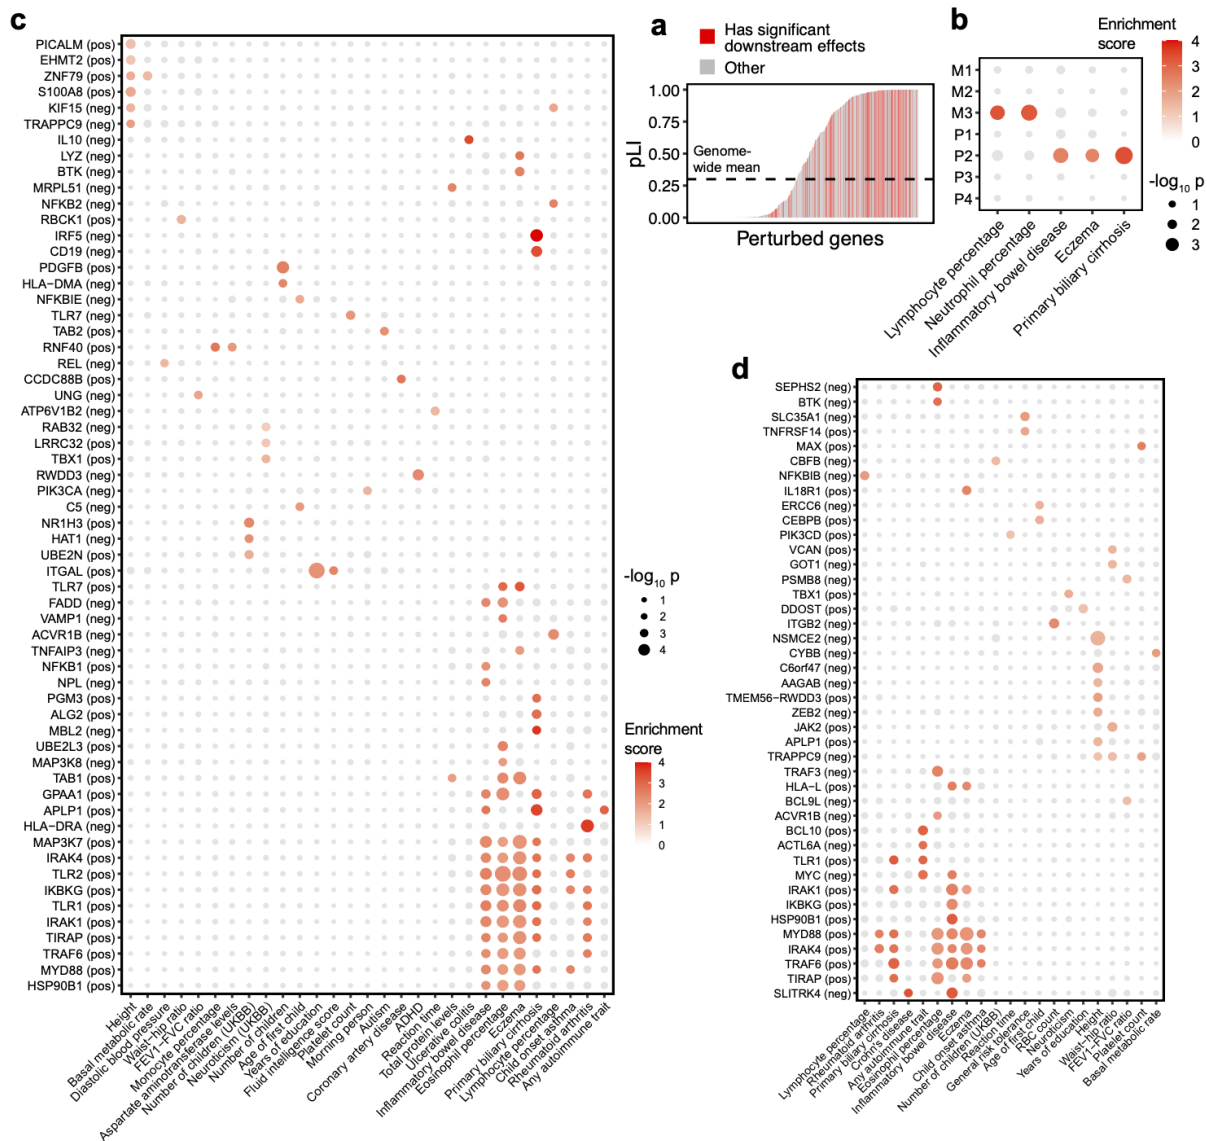 c
PICALM (pos)
EHMT2 (pos)
ZNF79 (pos)
S100A8 (pos)
KIF15 (neg)
TRAPPC9 (neg)
IL10 (neg)
LYZ (neg)
BTK (neg)
MRPL51 (neg)
NFKB2 (neg)
RBCK1 (pos)
IRF5 (neg)
CD19 (neg)
PDGFB (pos)
HLA−DMA (neg)
NFKBIE (neg)
TLR7 (neg)
TAB2 (pos)
RNF40 (pos)
REL (neg)
CCDC88B (pos)
UNG (neg)
ATP6V1B2 (neg)
RAB32 (neg)
LRRC32 (pos)
TBX1 (pos)
RWDD3 (neg)
PIK3CA (neg)
C5 (neg)
NR1H3 (pos)
HAT1 (neg)
UBE2N (pos)
ITGAL (pos)
TLR7 (pos)
FADD (neg)
VAMP1 (neg)
ACVR1B (neg)
TNFAIP3 (neg)
NFKB1 (pos)
NPL (neg)
PGM3 (pos)
ALG2 (pos)
MBL2 (neg)
UBE2L3 (pos)
MAP3K8 (neg)
TAB1 (pos)
GPAA1 (pos)
APLP1 (pos)
HLA−DRA (neg)
MAP3K7 (pos)
IRAK4 (pos)
TLR2 (pos)
IKBKG (pos)
TLR1 (pos)
IRAK1 (pos)
TIRAP (pos)
TRAF6 (pos)
MYD88 (pos)
HSP90B1 (pos)
Height
Basal metabolic rate
Diastolic blood pressure
Waist−hip ratio
FEV1−FVC ratio
Monocyte percentage
Aspartate aminotransferase levels
Number of children (UKBB)
Neuroticism (UKBB)
Number of children
Age of first child
Years of education
Fluid intelligence score
Platelet count
Morning person
Autism
Coronary artery disease
ADHD
Reaction time
Total protein levels
Ulcerative colitis
Inflammatory bowel disease
Eosinophil percentage
Eczema
Primary biliary cirrhosis
Lymphocyte percentage
Child onset asthma
Rheumatoid arthritis
Any autoimmune trait
-log10 p
1
2
3
4
Enrichment
score
4
3
2
1
0
a
Has significant
downstream effects
Other
1.00
0.75
0.50
0.25
0.00
pLI
Genome-
wide mean
Perturbed genes
b
Enrichment
score
4
3
2
1
0
M1
M2
M3
P1
P2
P3
P4
-log10 p
1
2
3
Lymphocyte percentage
Neutrophil percentage
Inflammatory bowel disease
Eczema
Primary biliary cirrhosis
d
SEPHS2 (neg)
BTK (neg)
SLC35A1 (neg)
TNFRSF14 (pos)
MAX (pos)
CBFB (neg)
NFKBIB (neg)
IL18R1 (pos)
ERCC6 (neg)
CEBPB (pos)
PIK3CD (pos)
VCAN (pos)
GOT1 (neg)
PSMB8 (neg)
TBX1 (pos)
DDOST (pos)
ITGB2 (neg)
NSMCE2 (neg)
CYBB (neg)
C6orf47 (neg)
AAGAB (neg)
TMEM56−RWDD3 (pos)
ZEB2 (neg)
JAK2 (pos)
APLP1 (pos)
TRAPPC9 (neg)
TRAF3 (neg)
HLA−L (pos)
BCL9L (neg)
ACVR1B (neg)
BCL10 (pos)
ACTL6A (neg)
TLR1 (pos)
MYC (neg)
IRAK1 (pos)
IKBKG (pos)
HSP90B1 (pos)
MYD88 (pos)
IRAK4 (pos)
TRAF6 (pos)
TIRAP (pos)
SLITRK4 (neg)
Lymphocyte percentage
Rheumatoid arthritis
Primary biliary cirrhosis
Crohn's disease
Any autoimmune trait
Eosinophil percentage
Inflammatory bowel disease
Eczema
Child onset asthma
Number of children (UKBB)
Reaction time
General risk tolerance
Age of first child
RBC count
Neuroticism
Years of education
Height
Waist−hip ratio
FEV1−FVC ratio
Platelet count
Basal metabolic rate